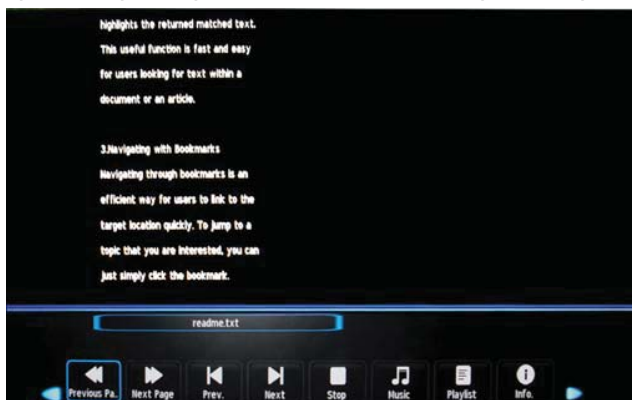 highlights the returned matched text.
This useful function is fast and easy
for users looking for text within a
document or an article.
3.Navigating with Bookmarks
Navigating through bookmarks is an
efficient way for users to link to the
target location quickly. To jump to a
topic that you are interested, you can
just simply click the bookmark.
readme.txt
Previous Pa.. Next Page Prev. Next Stop Music Playlist Info.